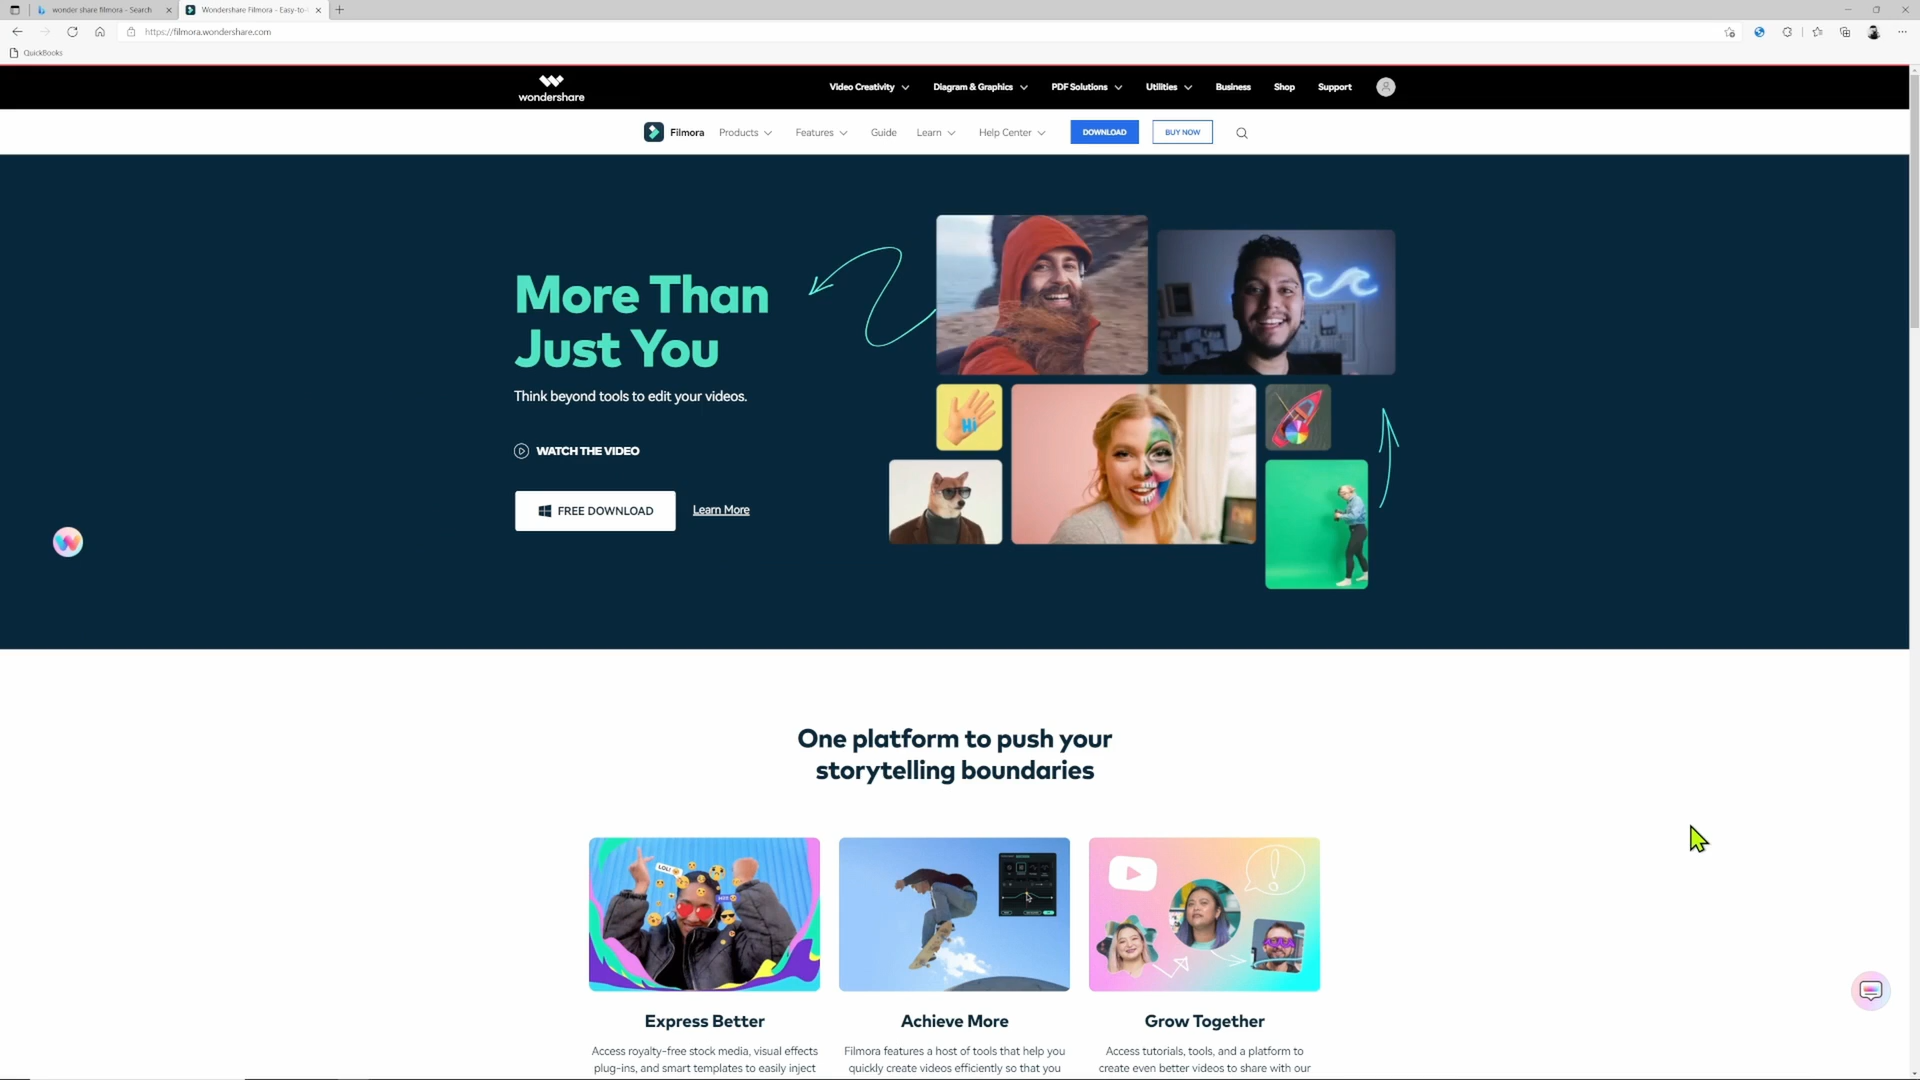 wonder share filmora - Search
Wondershare Filmora - Easy-to-
https://filmora.wondershare.com
QuickBooks
wondershare
Video Creativity
Diagram & Graphics
PDF Solutions
Utilities
Business
Shop
Support
Filmora
Products
Features
Guide
Learn
Help Center
DOWNLOAD
BUY NOW
More Than
Just You
Think beyond tools to edit your videos.
WATCH THE VIDEO
FREE DOWNLOAD
Learn More
Hi
One platform to push your
storytelling boundaries
LOL!
Express Better
Access royalty-free stock media, visual effects
plug-ins, and smart templates to easily inject
Achieve More
Filmora features a host of tools that help you
quickly create videos efficiently so that you
Grow Together
Access tutorials, tools, and a platform to
create even better videos to share with our